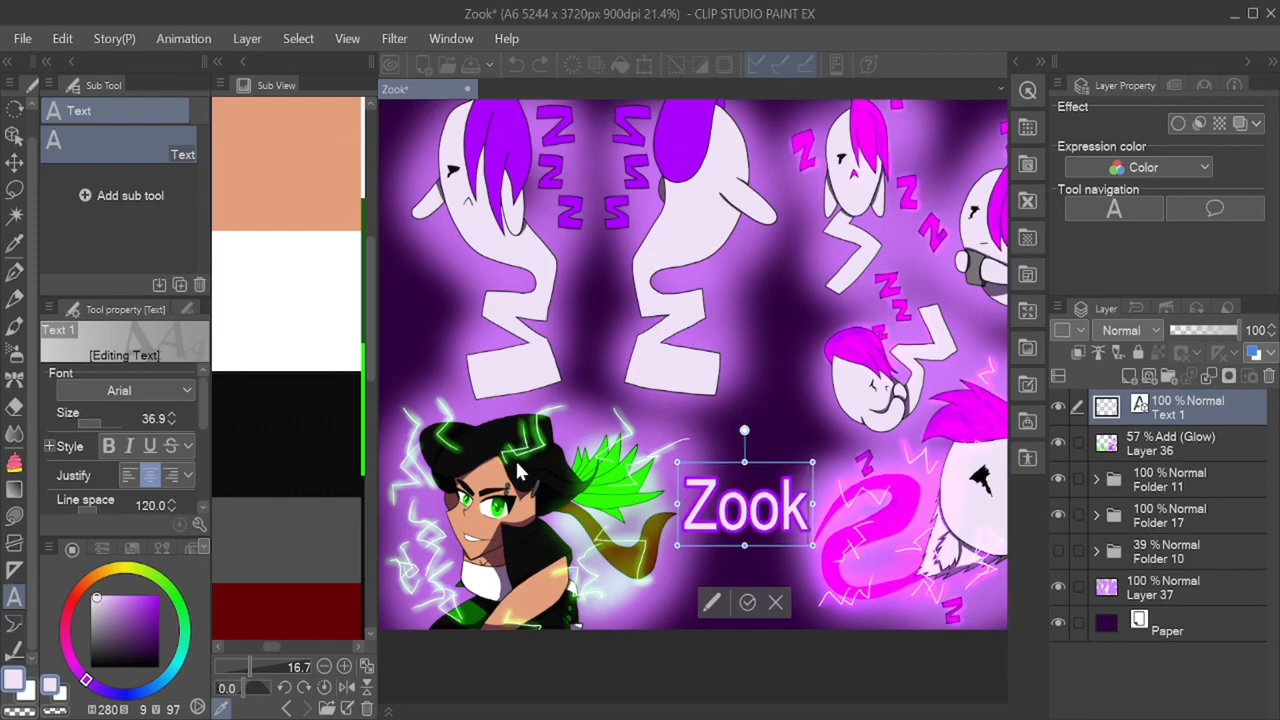 Zook* (A6 5244 x 3720px 900dpi 21.4%) - CLIP STUDIO PAINT EX
File Edit Story(P) Animation Layer Select View Filter Window Help
Sub Tool
Sub View
Zook*
Layer Property
A Text
A Text
Add sub tool
Effect
Expression color
Color
Tool navigation
A
Tool property [Text]
Text 1
[Editing Text]
Font
Arial
Size 36.9
Style B I U S
Justify
Line space 120.0
Layer
Normal 100
100 % Normal
Text 1
57 % Add (Glow)
Layer 36
100 % Normal
Folder 11
100 % Normal
Folder 17
39 % Normal
Folder 10
100 % Normal
Layer 37
Paper
Z Z
Z Z
Z Z
Z
Z
Z
Z
Z
Z
Z
Zook
Z
16.7
0.0
H 280 S 9 V 97